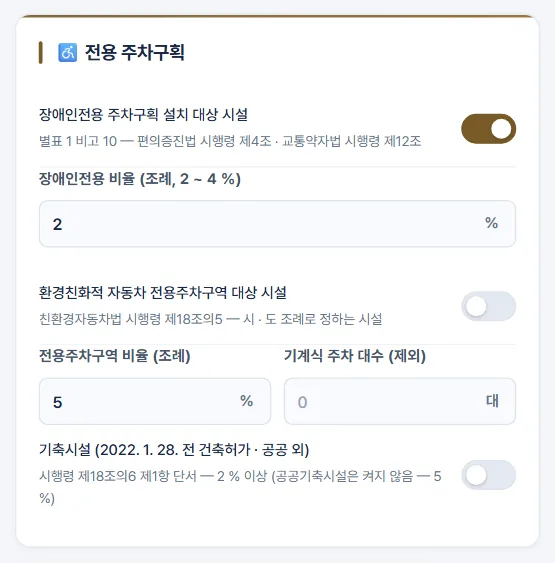 ♿ 전용 주차구획
장애인전용 주차구획 설치 대상 시설
별표 1 비고 10 — 편의증진법 시행령 제4조 · 교통약자법 시행령 제12조
장애인전용 비율 (조례, 2 ~ 4 %)
2 %
환경친화적 자동차 전용주차구역 대상 시설
친환경자동차법 시행령 제18조의5 — 시 · 도 조례로 정하는 시설
전용주차구역 비율 (조례) 기계식 주차 대수 (제외)
5 % 0 대
기축시설 (2022. 1. 28. 전 건축허가 · 공공 외)
시행령 제18조의6 제1항 단서 — 2 % 이상 (공공기축시설은 켜지 않음 — 5
%)